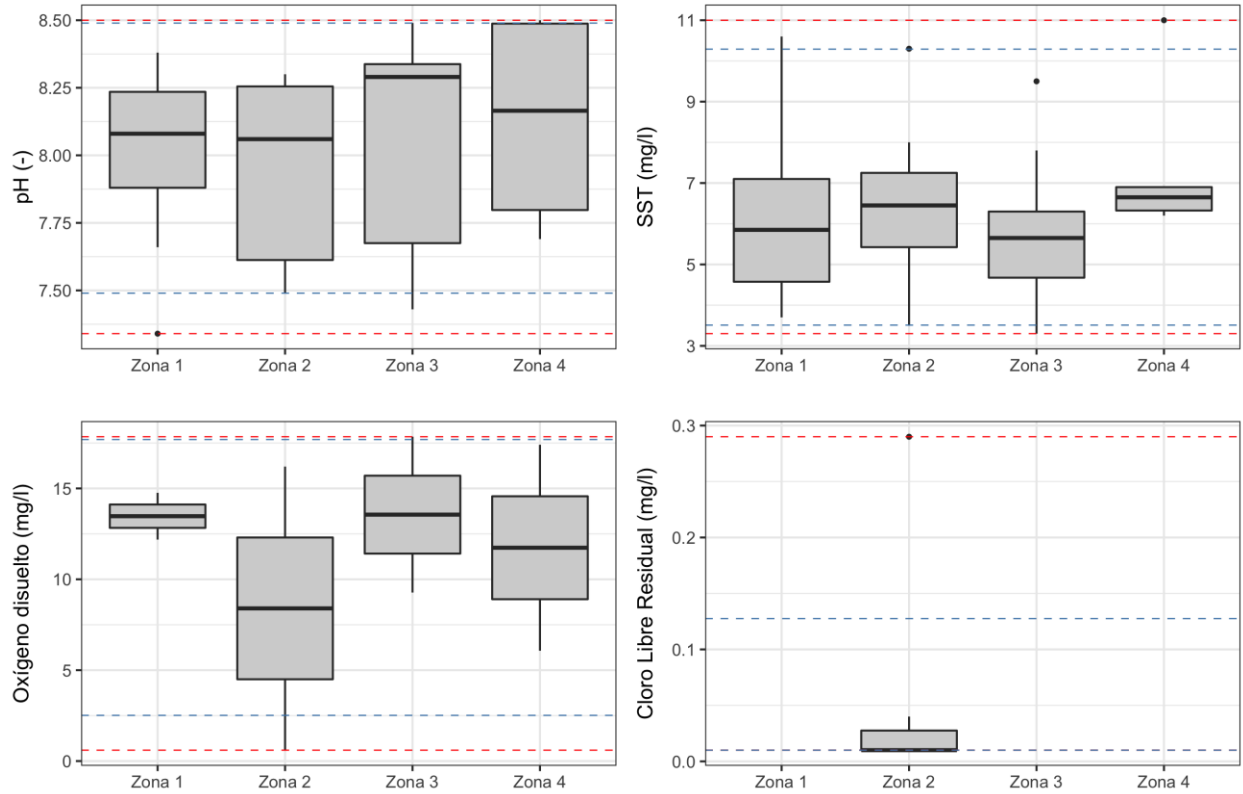 8.50
8.25
8.00
7.75
7.50
pH (-)
Zona 1 Zona 2 Zona 3 Zona 4
11
9
7
5
3
SST (mg/l)
Zona 1 Zona 2 Zona 3 Zona 4
15
10
5
0
Oxígeno disuelto (mg/l)
Zona 1 Zona 2 Zona 3 Zona 4
0.3
0.2
0.1
0.0
Cloro Libre Residual (mg/l)
Zona 1 Zona 2 Zona 3 Zona 4